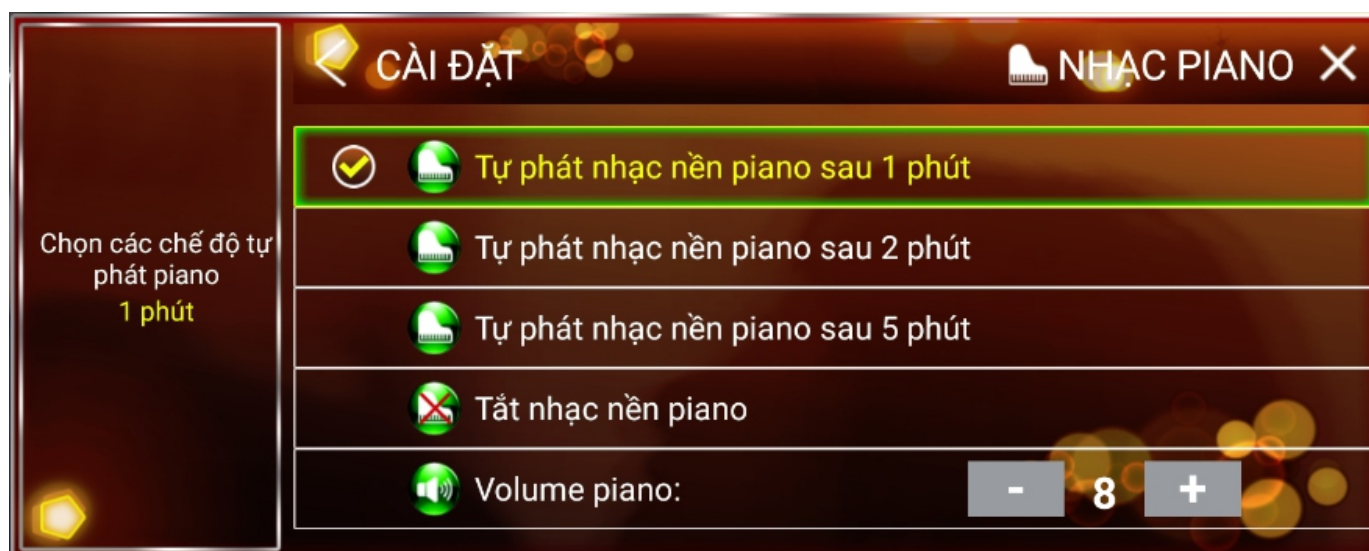 CÀI ĐẶT
NHẠC PIANO
Chọn các chế độ tự
phát piano
1 phút
Tự phát nhạc nền piano sau 1 phút
Tự phát nhạc nền piano sau 2 phút
Tự phát nhạc nền piano sau 5 phút
Tắt nhạc nền piano
Volume piano:
- 8 +